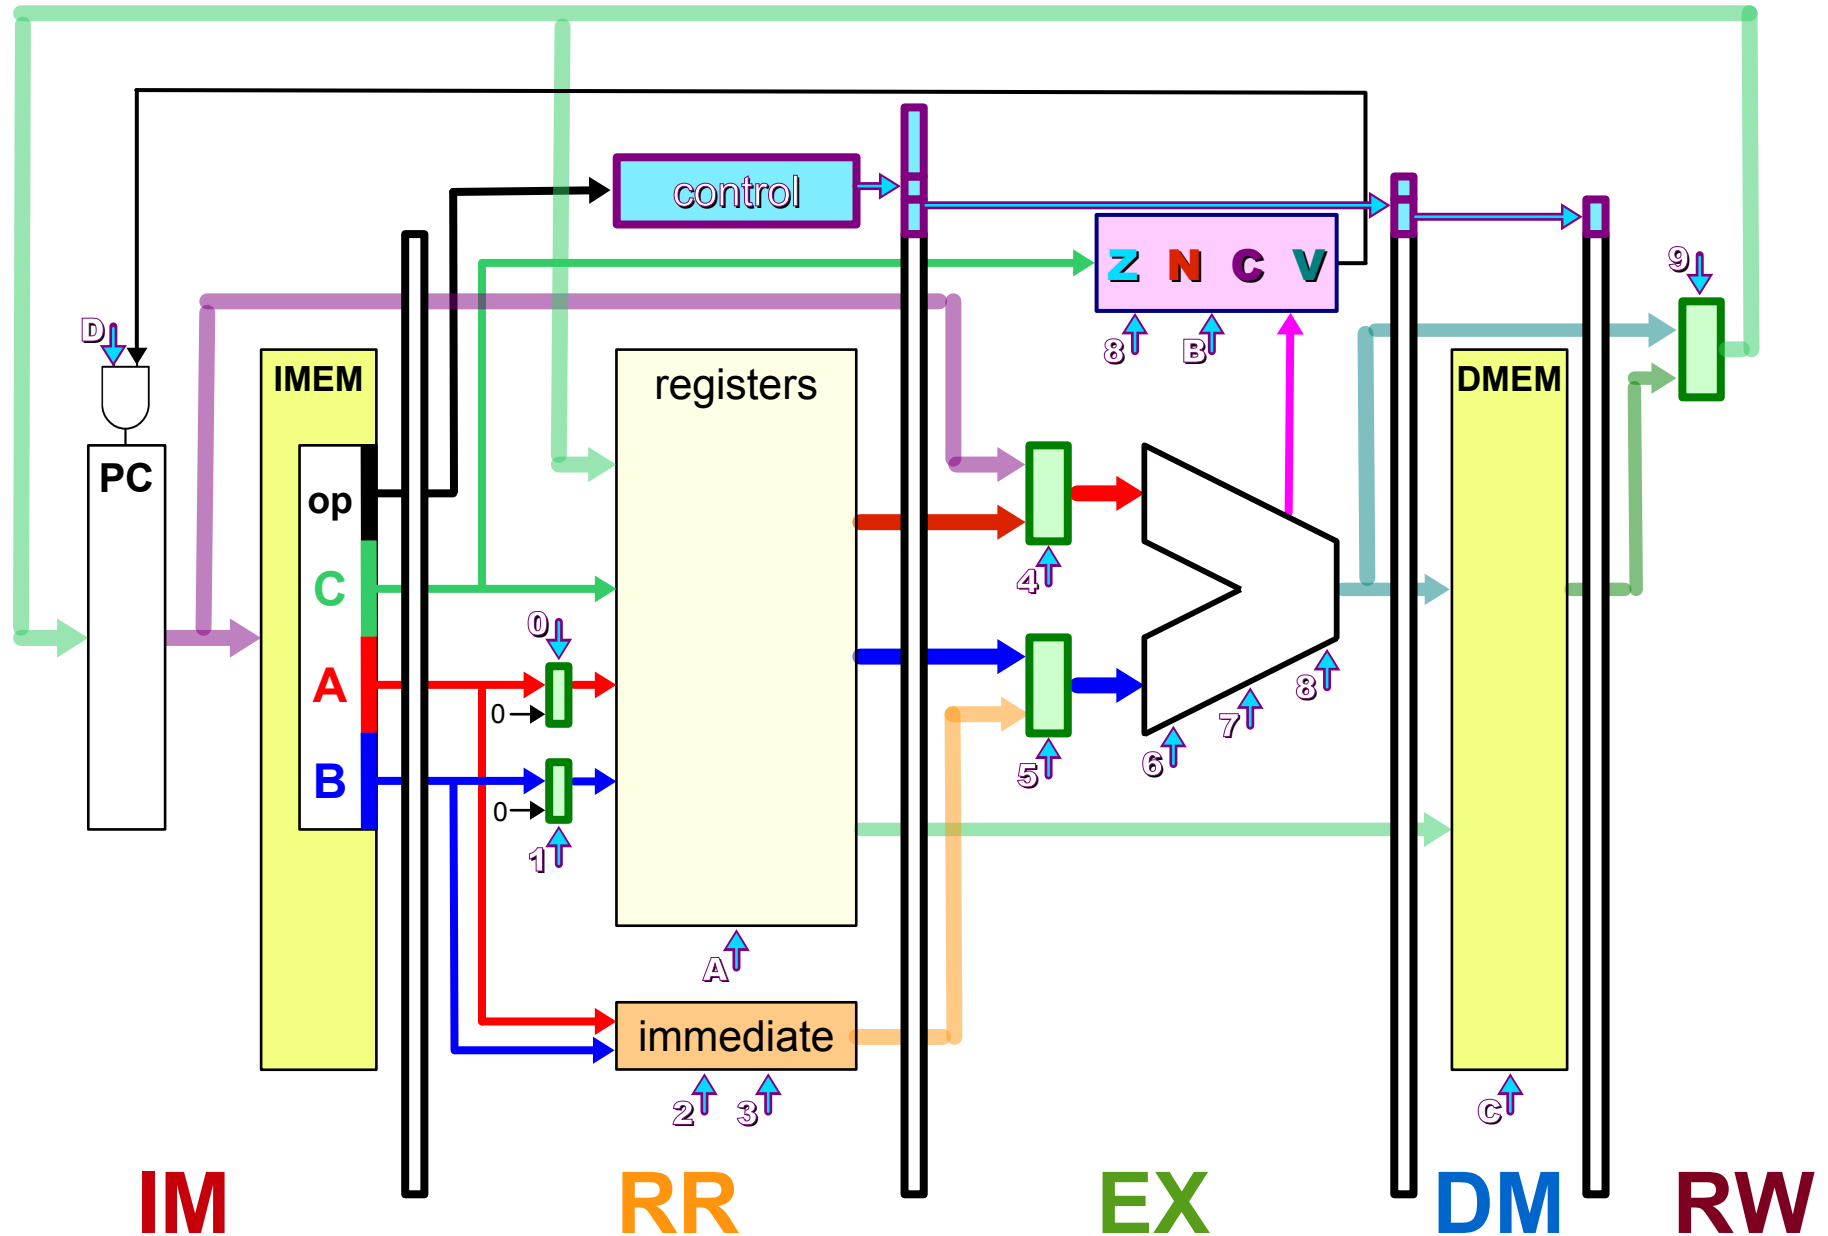 control
Z N C V
9
D
8 B
IMEM
registers
DMEM
PC
op
C
4
0
A
0
8
7
B
0
6
5
1
A
immediate
2 3
C
IM RR EX DM RW